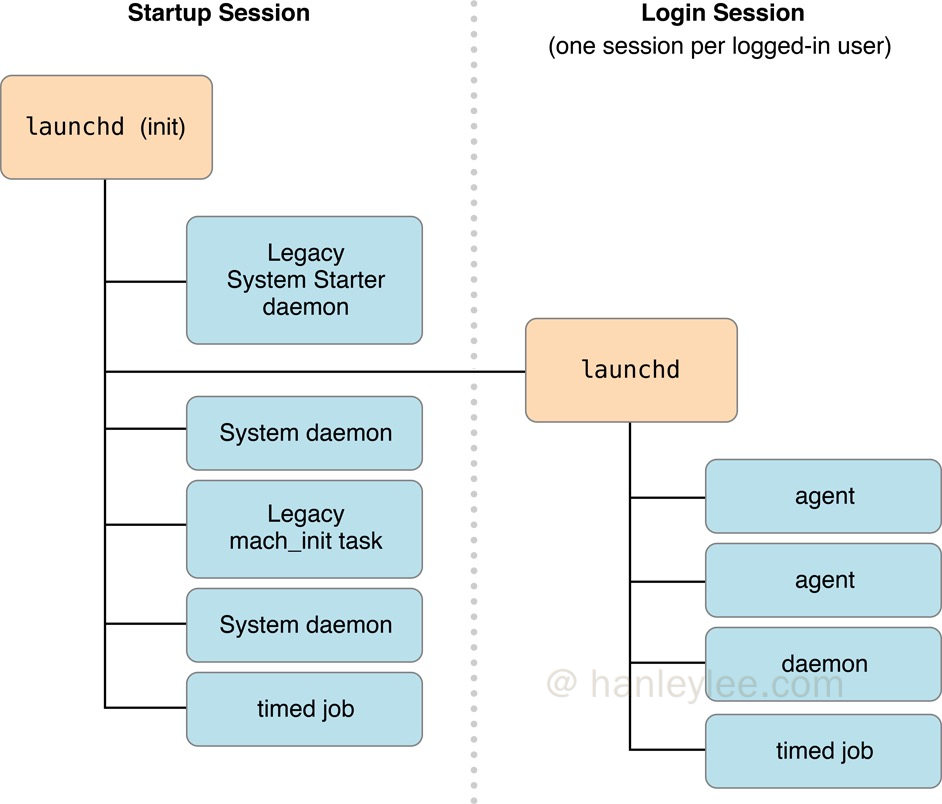 Startup Session
Login Session
(one session per logged-in user)
launchd (init)
Legacy
System Starter
daemon
launchd
System daemon
Legacy
mach_init task
System daemon
timed job
agent
agent
daemon
@ hanleylee.com
timed job